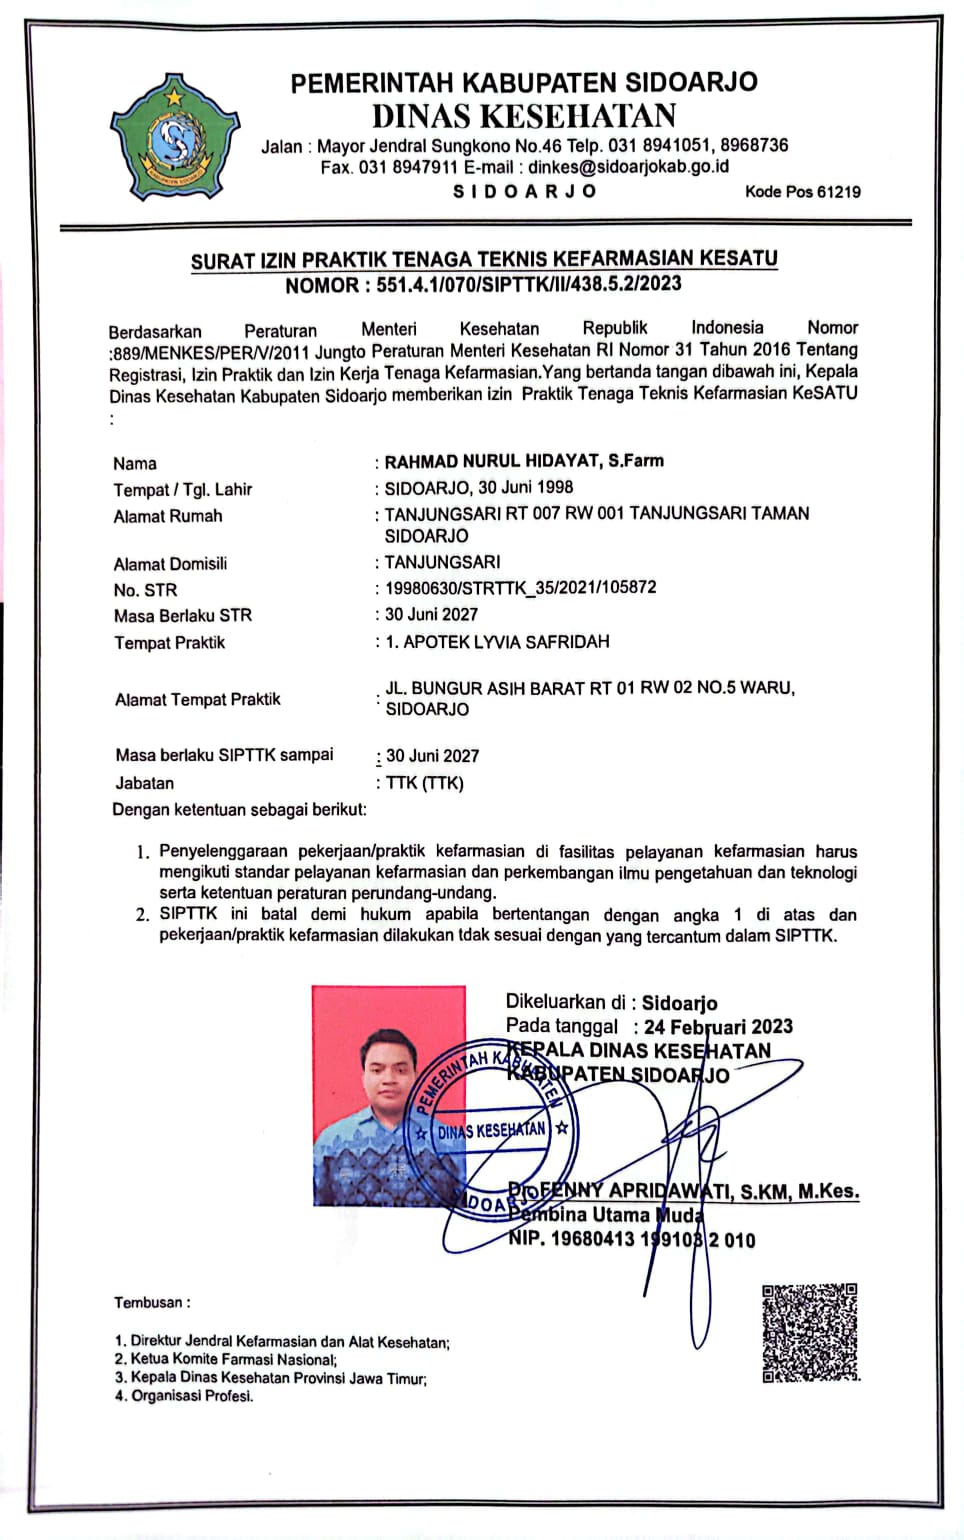 PEMERINTAH KABUPATEN SIDOARJO
DINAS KESEHATAN
Jalan : Mayor Jendral Sungkono No.46 Telp. 031 8941051, 8968736
Fax. 031 8947911 E-mail : dinkes@sidoarjokab.go.id
S I D O A R J O
Kode Pos 61219
KABUPATEN SIDOARJO
SURAT IZIN PRAKTIK TENAGA TEKNIS KEFARMASIAN KESATU
NOMOR : 551.4.1/070/SIPTTK/II/438.5.2/2023
Berdasarkan Peraturan Menteri Kesehatan Republik Indonesia Nomor
:889/MENKES/PER/V/2011 Jungto Peraturan Menteri Kesehatan RI Nomor 31 Tahun 2016 Tentang
Registrasi, Izin Praktik dan Izin Kerja Tenaga Kefarmasian.Yang bertanda tangan dibawah ini, Kepala
Dinas Kesehatan Kabupaten Sidoarjo memberikan izin Praktik Tenaga Teknis Kefarmasian KeSATU
:
Nama : RAHMAD NURUL HIDAYAT, S.Farm
Tempat / Tgl. Lahir : SIDOARJO, 30 Juni 1998
Alamat Rumah : TANJUNGSARI RT 007 RW 001 TANJUNGSARI TAMAN
SIDOARJO
Alamat Domisili : TANJUNGSARI
No. STR : 19980630/STRTTK_35/2021/105872
Masa Berlaku STR : 30 Juni 2027
Tempat Praktik : 1. APOTEK LYVIA SAFRIDAH
Alamat Tempat Praktik : JL. BUNGUR ASIH BARAT RT 01 RW 02 NO.5 WARU,
SIDOARJO
Masa berlaku SIPTTK sampai : 30 Juni 2027
Jabatan : TTK (TTK)
Dengan ketentuan sebagai berikut:
1. Penyelenggaraan pekerjaan/praktik kefarmasian di fasilitas pelayanan kefarmasian harus
mengikuti standar pelayanan kefarmasian dan perkembangan ilmu pengetahuan dan teknologi
serta ketentuan peraturan perundang-undang.
2. SIPTTK ini batal demi hukum apabila bertentangan dengan angka 1 di atas dan
pekerjaan/praktik kefarmasian dilakukan tdak sesuai dengan yang tercantum dalam SIPTTK.
Dikeluarkan di : Sidoarjo
Pada tanggal : 24 Februari 2023
KEPALA DINAS KESEHATAN
KABUPATEN SIDOARJO
PEMERINTAH KABUPATEN
DINAS KESEHATAN
SIDOARJO
FENNY APRIDAWATI, S.KM, M.Kes.
Pembina Utama Muda
NIP. 19680413 199103 2 010
Tembusan :
1. Direktur Jendral Kefarmasian dan Alat Kesehatan;
2. Ketua Komite Farmasi Nasional;
3. Kepala Dinas Kesehatan Provinsi Jawa Timur;
4. Organisasi Profesi.